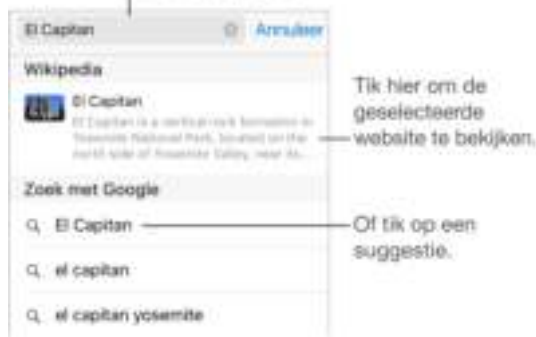 El Capitan
Annuleer
Wikipedia
El Capitan
El Capitan is a vertical rock formation in
Yosemite National Park, located on the
north side of Yosemite Valley, near its...
Tik hier om de
geselecteerde
website te bekijken.
Zoek met Google
El Capitan
Of tik op een
suggestie.
el capitan
el capitan yosemite